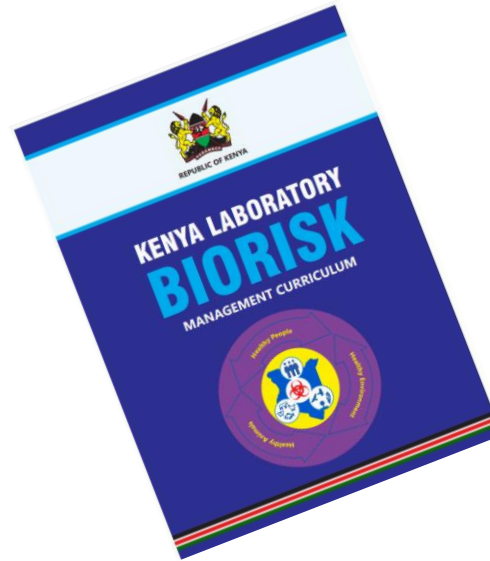 REPUBLIC OF KENYA
KENYA LABORATORY
BIORISK
MANAGEMENT CURRICULUM
Healthy People
Healthy Environment
Healthy Animals